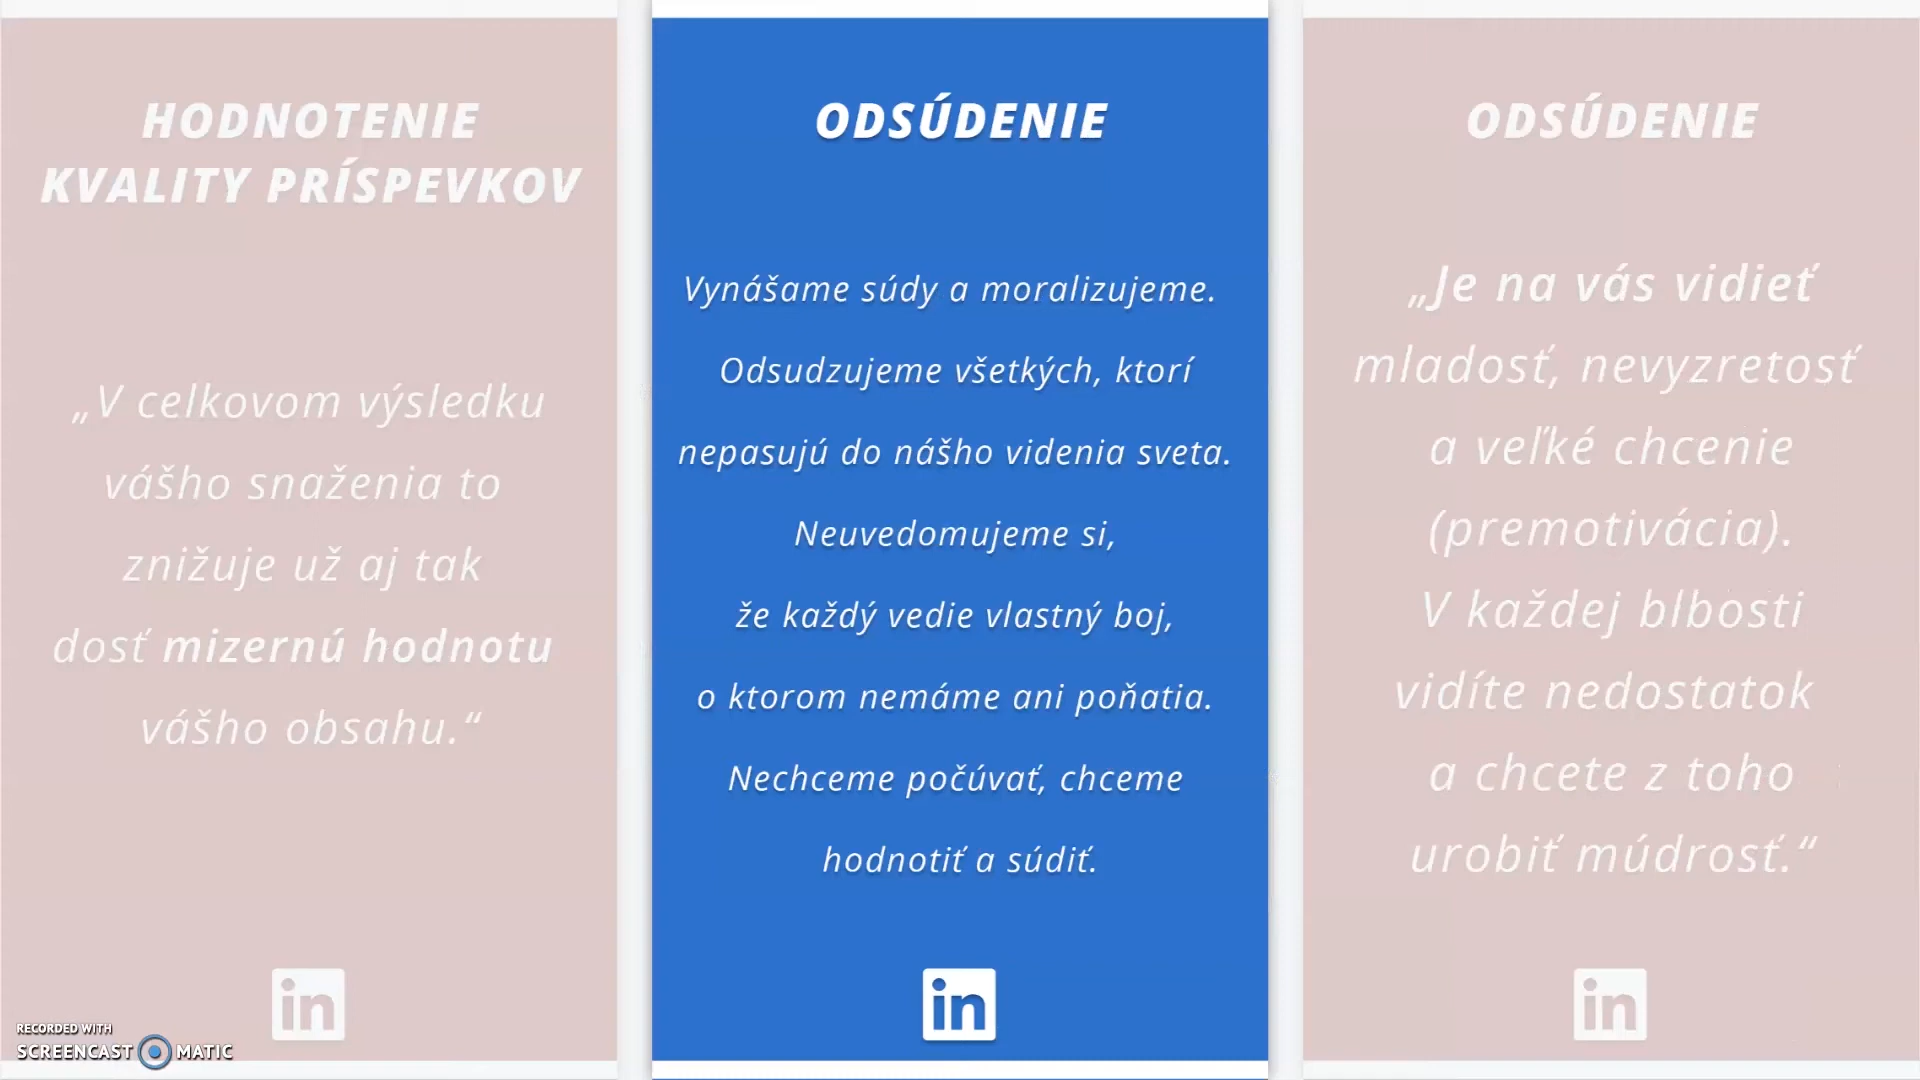 HODNOTENIE
KVALITY PRÍSPEVKOV
„V celkovom výsledku
vášho snaženia to
znižuje už aj tak
dosť mizernú hodnotu
vášho obsahu.“
in
ODSÚDENIE
Vynášame súdy a moralizujeme.
Odsudzujeme všetkých, ktorí
nepasujú do nášho videnia sveta.
Neuvedomujeme si,
že každý vedie vlastný boj,
o ktorom nemáme ani poňatia.
Nechceme počúvať, chceme
hodnotiť a súdiť.
in
ODSÚDENIE
„Je na vás vidieť
mladosť, nevyzretosť
a veľké chcenie
(premotivácia).
V každej blbosti
vidíte nedostatok
a chcete z toho
urobiť múdrosť.“
in
RECORDED WITH
SCREENCAST MATIC